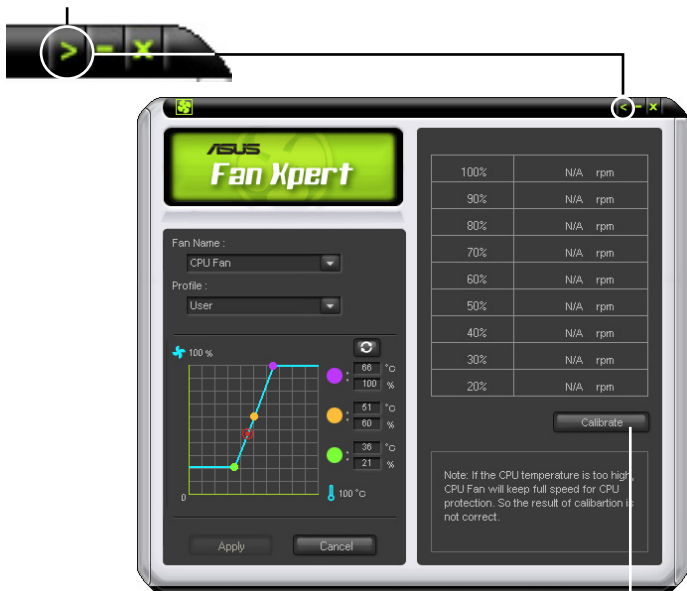 > - x
< - x
ASUS
Fan Xpert
Fan Name :
CPU Fan
Profile :
User
100 %
66 °C
100 %
51 °C
60 %
36 °C
21 %
0
100 °C
Apply Cancel
100% N/A rpm
90% N/A rpm
80% N/A rpm
70% N/A rpm
60% N/A rpm
50% N/A rpm
40% N/A rpm
30% N/A rpm
20% N/A rpm
Calibrate
Note: If the CPU temperature is too high,
CPU Fan will keep full speed for CPU
protection. So the result of calibartion is
not correct.